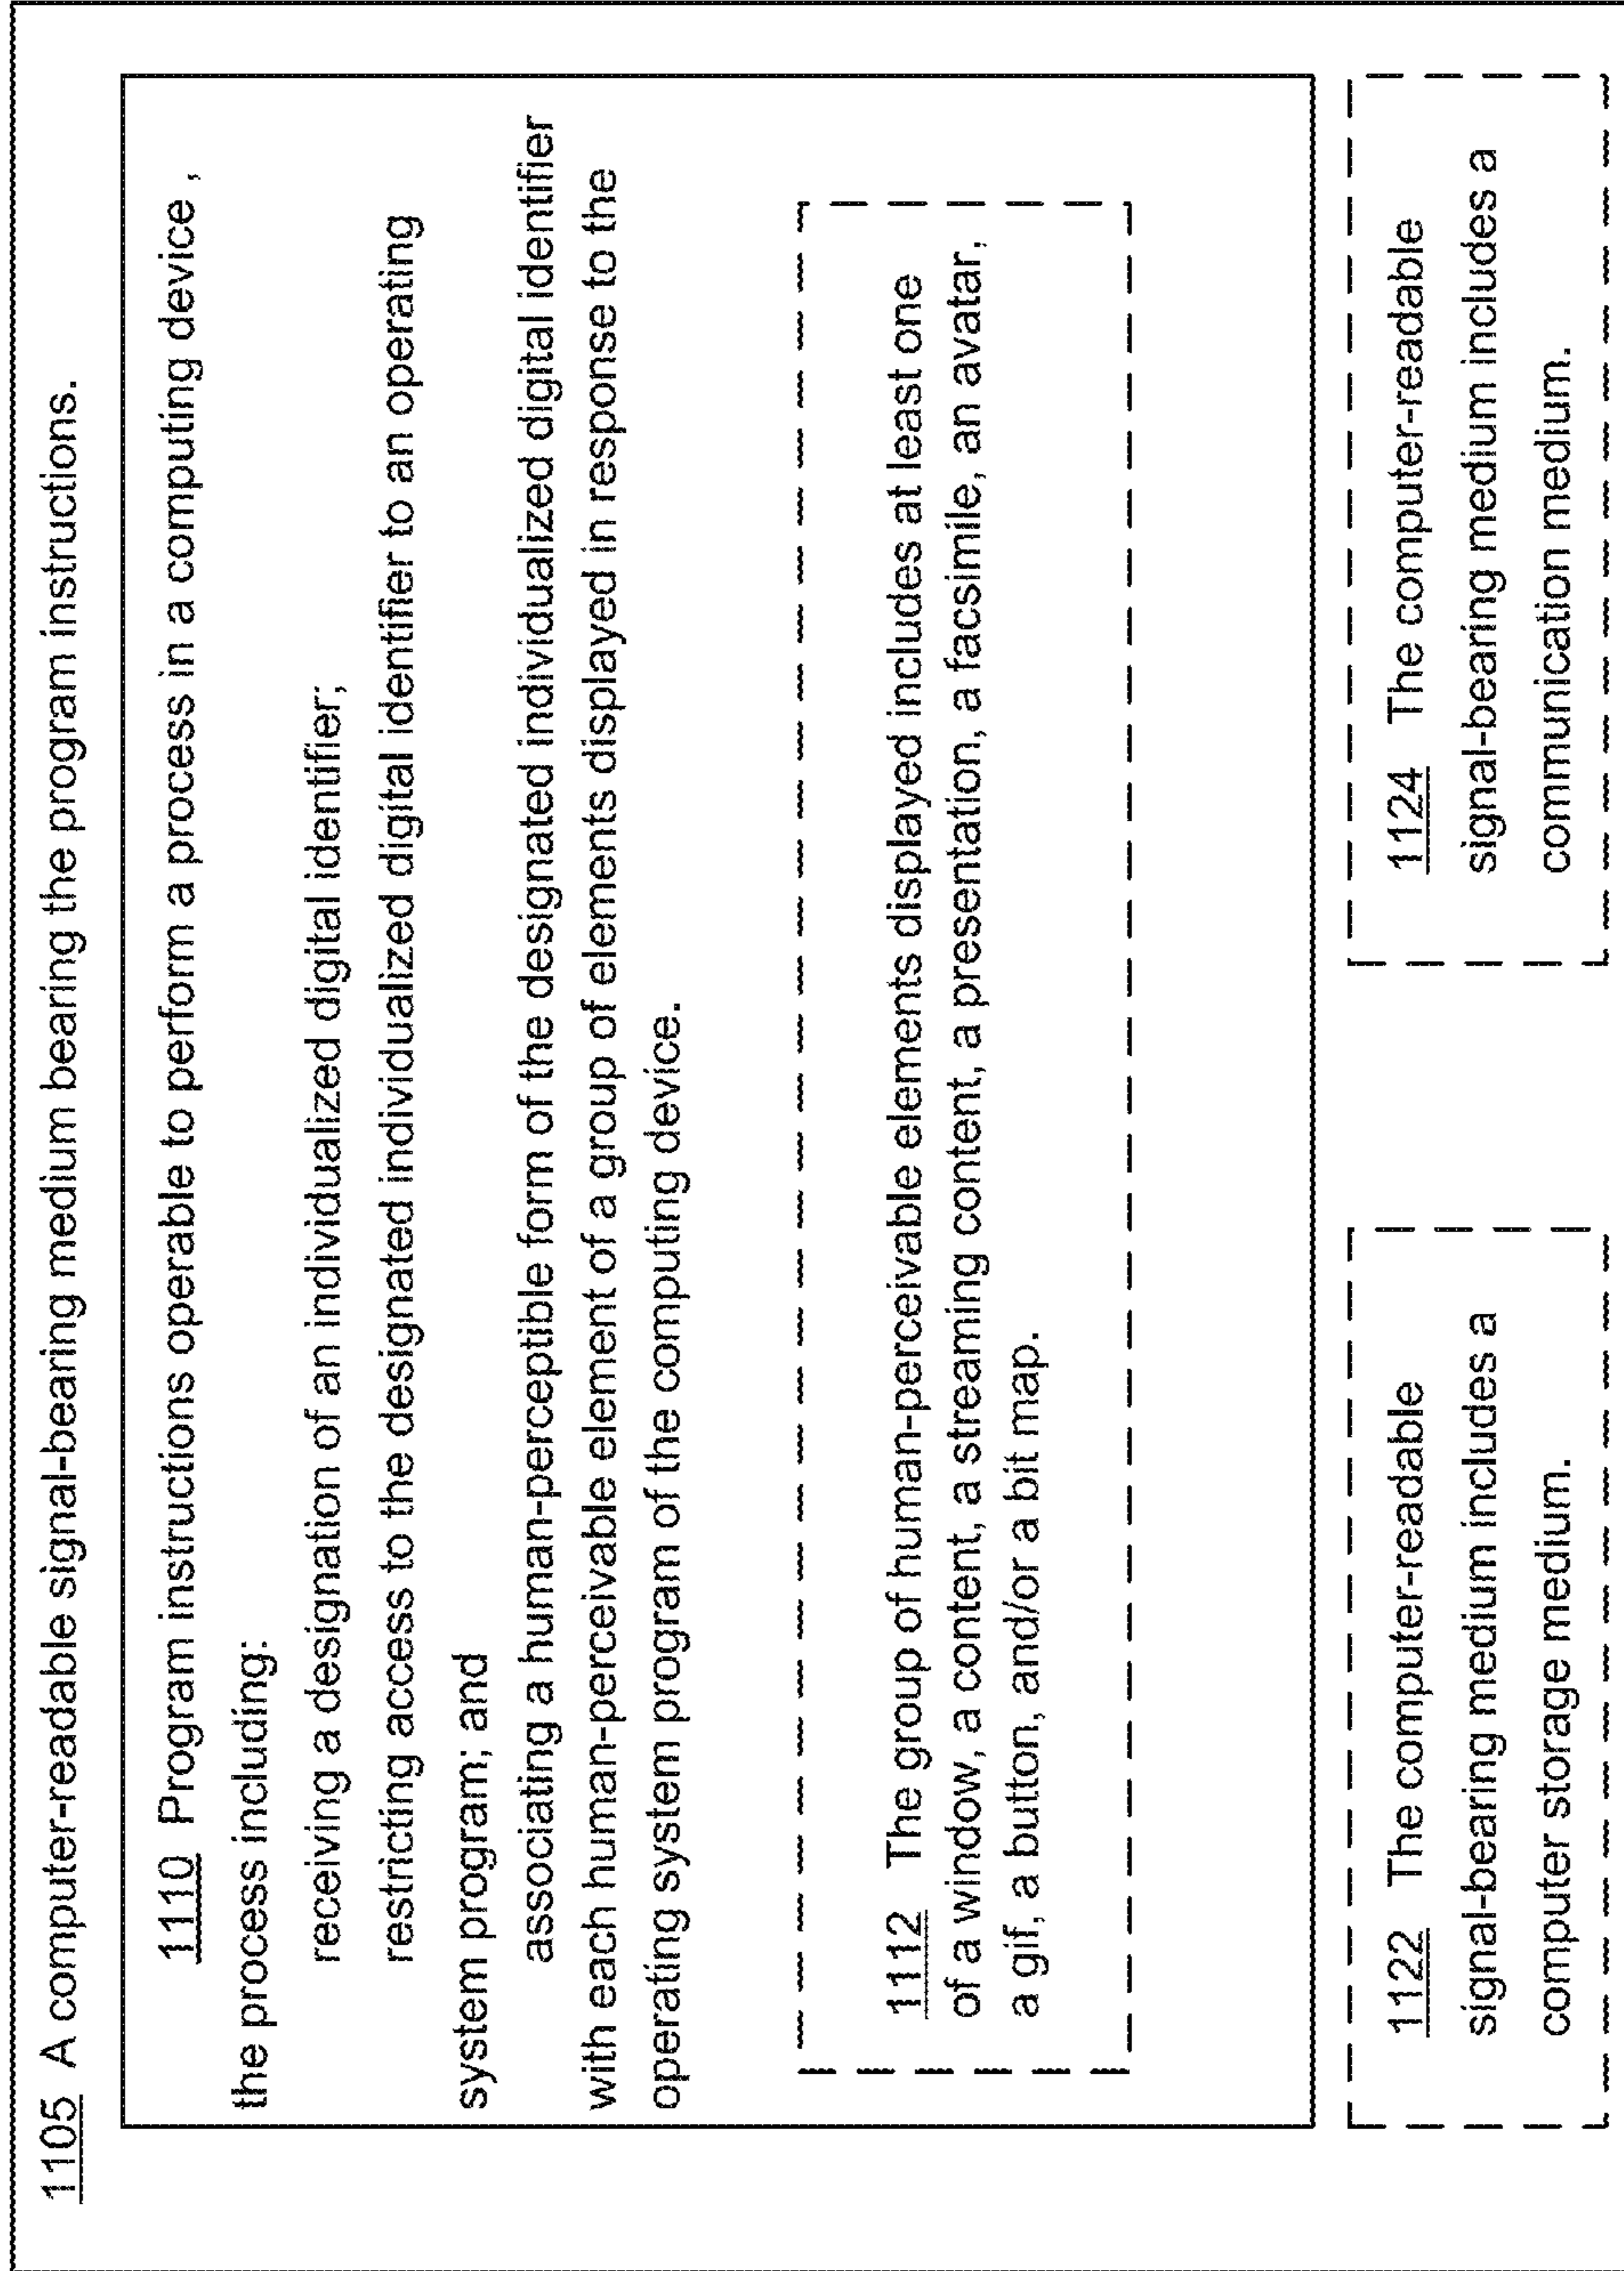 1105 A computer-readable signal-bearing medium bearing the program instructions.
1110 Program instructions operable to perform a process in a computing device ,
the process including:
receiving a designation of an individualized digital identifier;
restricting access to the designated individualized digital identifier to an operating
system program; and
associating a human-perceptible form of the designated individualized digital identifier
with each human-perceivable element of a group of elements displayed in response to the
operating system program of the computing device.
1112 The group of human-perceivable elements displayed includes at least one
of a window, a content, a streaming content, a presentation, a facsimile, an avatar,
a gif, a button, and/or a bit map.
1122 The computer-readable
signal-bearing medium includes a
computer storage medium.
1124 The computer-readable
signal-bearing medium includes a
communication medium.